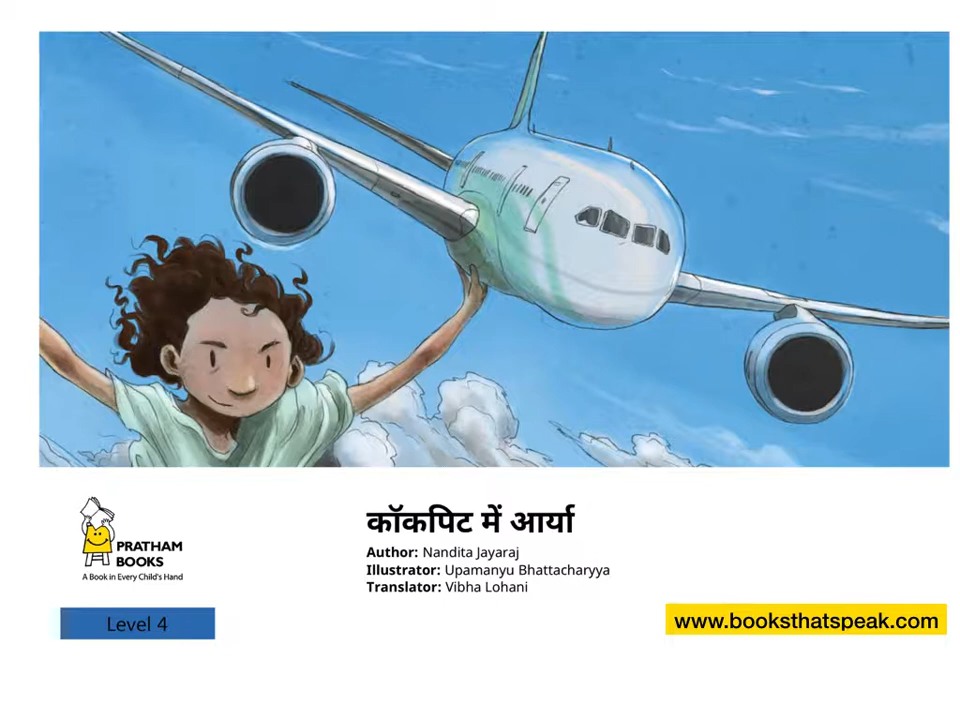 कॉकपिट में आर्या
Author: Nandita Jayaraj
Illustrator: Upamanyu Bhattacharyya
Translator: Vibha Lohani
PRATHAM
BOOKS
A Book in Every Child's Hand
Level 4
www.booksthatspeak.com